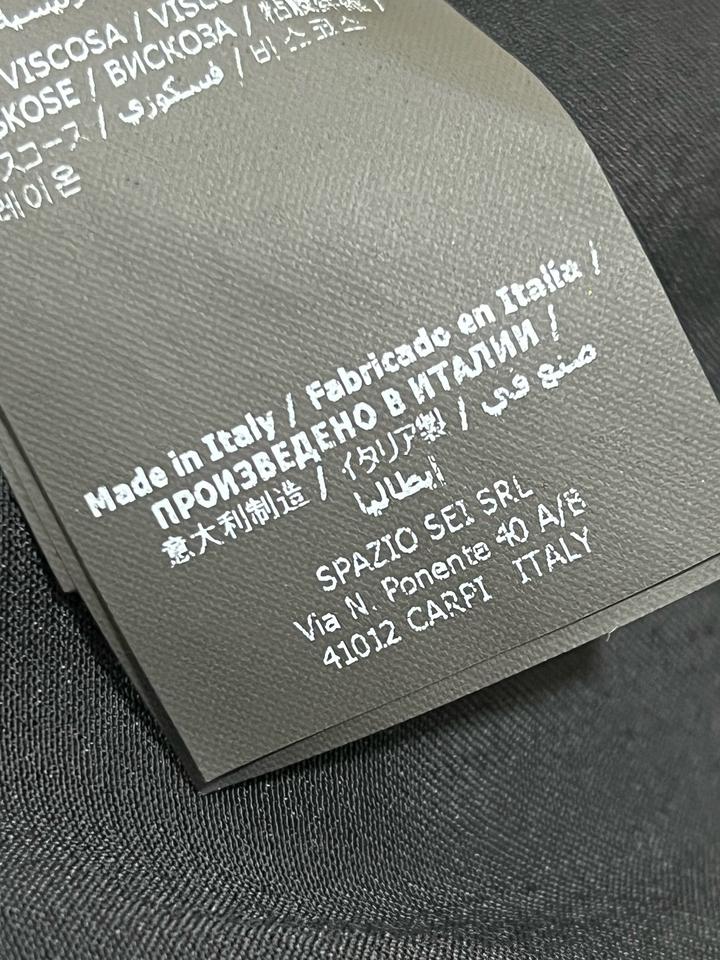 VISCOSA / VISCO
SKOSE / ВИСКОЗА /
スコース / فسكوزي / 비스코스
레이온
Made in Italy / Fabricado en Italia /
ПРОИЗВЕДЕНО В ИТАЛИИ /
意大利制造 / イタリア製 / صنع في
إيطاليا
SPAZIO SEI SRL
Via N. Ponente 40 A/B
41012 CARPI ITALY